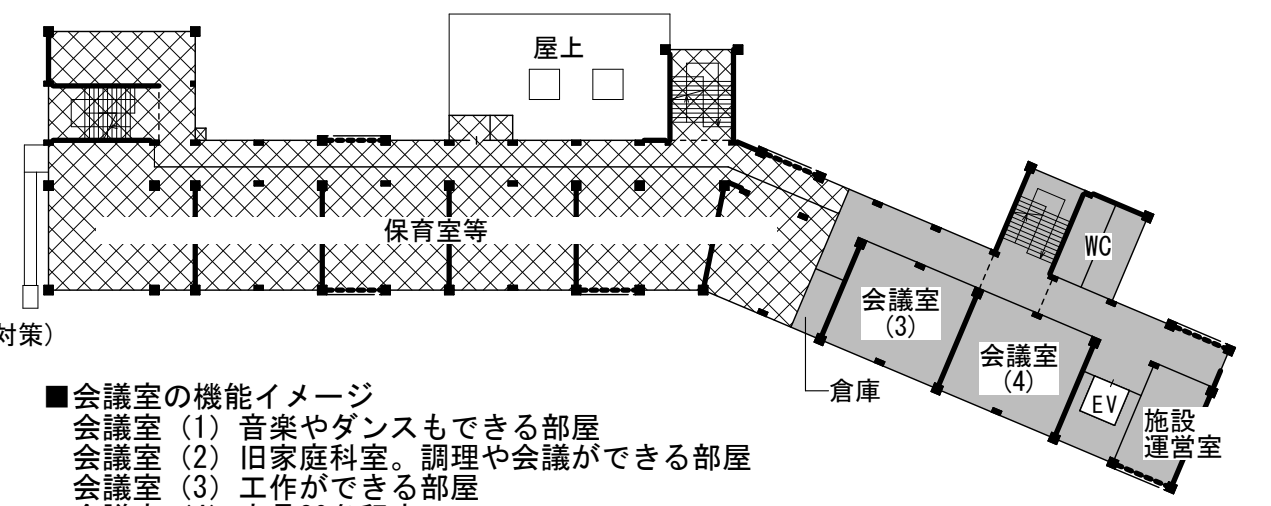 屋上
保育室等
WC
会議室
(3)
会議室
(4)
倉庫
EV
施設
運営室
対策)
■会議室の機能イメージ
会議室 (1) 音楽やダンスもできる部屋
会議室 (2) 旧家庭科室。調理や会議ができる部屋
会議室 (3) 工作ができる部屋